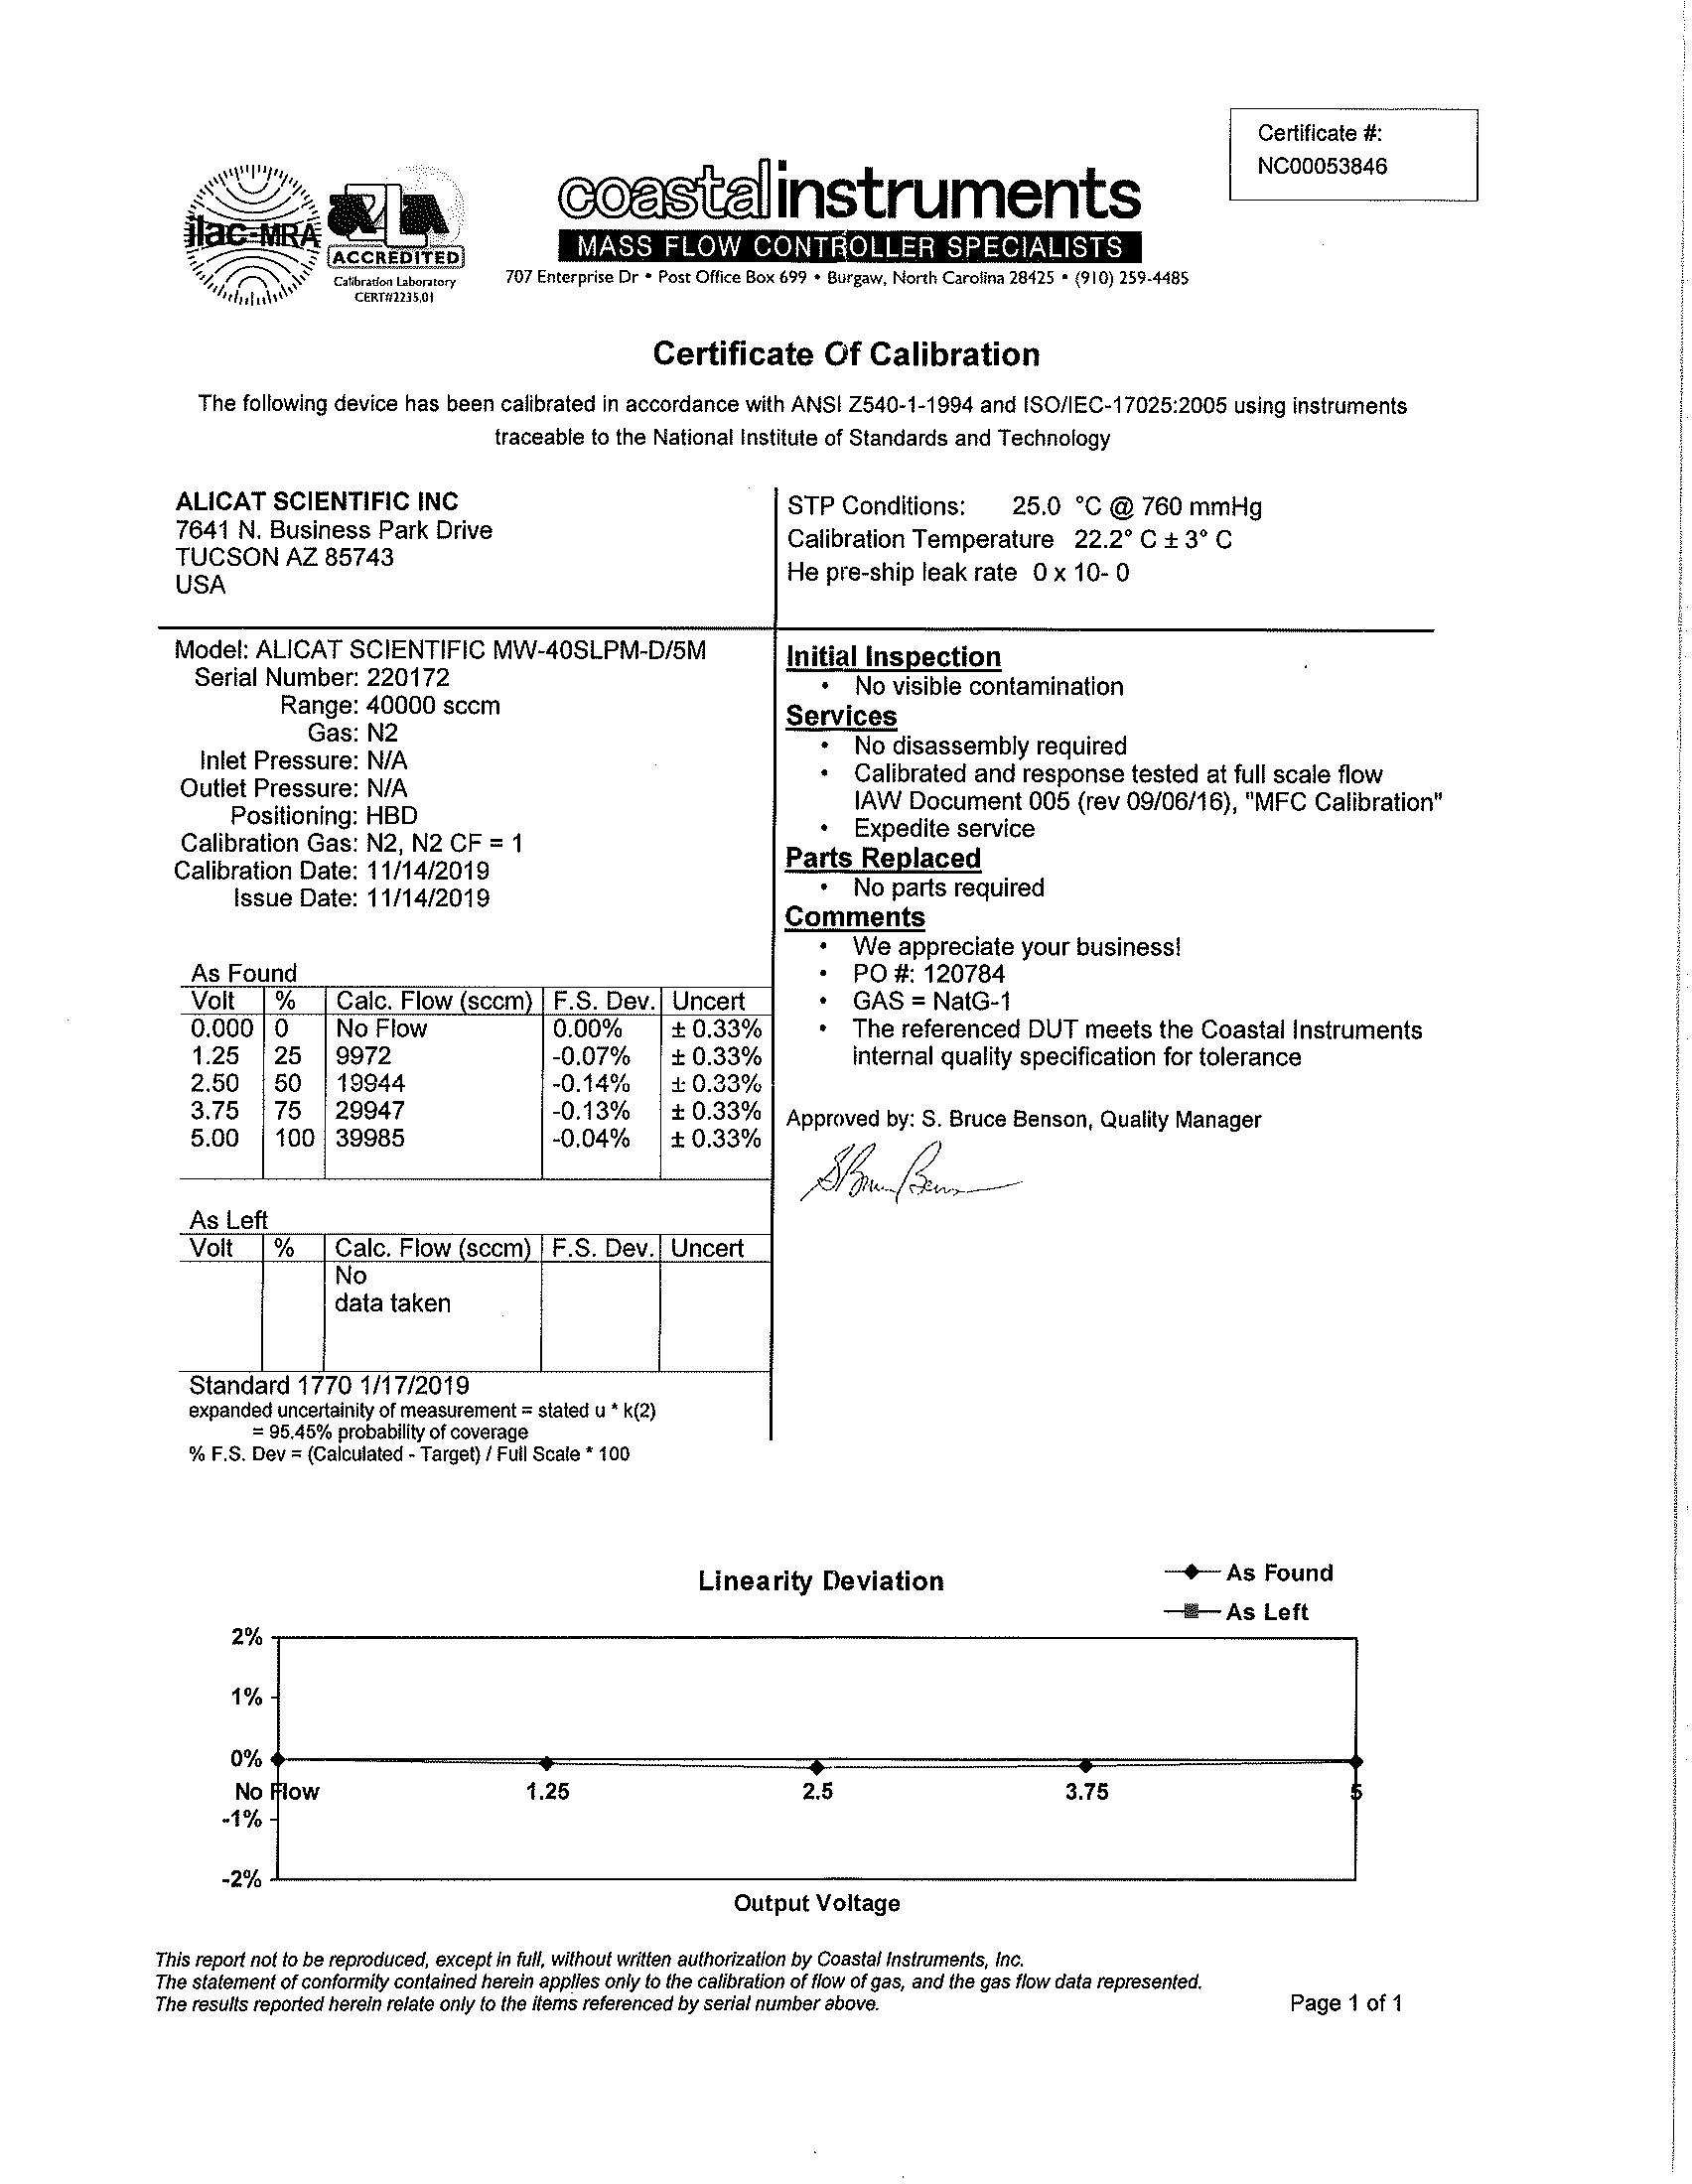 Certificate #:
NC00053846
ilac-MRA
ACCREDITED
Calibration Laboratory
CERT#2235.01
coastalinstruments
MASS FLOW CONTROLLER SPECIALISTS
707 Enterprise Dr • Post Office Box 699 • Burgaw, North Carolina 28425 • (910) 259-4485
Certificate Of Calibration
The following device has been calibrated in accordance with ANSI Z540-1-1994 and ISO/IEC-17025:2005 using instruments
traceable to the National Institute of Standards and Technology
ALICAT SCIENTIFIC INC
7641 N. Business Park Drive
TUCSON AZ 85743
USA
STP Conditions: 25.0 °C @ 760 mmHg
Calibration Temperature 22.2° C ± 3° C
He pre-ship leak rate 0 x 10- 0
Model: ALICAT SCIENTIFIC MW-40SLPM-D/5M
Serial Number: 220172
Range: 40000 sccm
Gas: N2
Inlet Pressure: N/A
Outlet Pressure: N/A
Positioning: HBD
Calibration Gas: N2, N2 CF = 1
Calibration Date: 11/14/2019
Issue Date: 11/14/2019
As Found
Volt % Calc. Flow (sccm) F.S. Dev. Uncert
0.000 0 No Flow 0.00% ± 0.33%
1.25 25 9972 -0.07% ± 0.33%
2.50 50 19944 -0.14% ± 0.33%
3.75 75 29947 -0.13% ± 0.33%
5.00 100 39985 -0.04% ± 0.33%
As Left
Volt % Calc. Flow (sccm) F.S. Dev. Uncert
No
data taken
Standard 1770 1/17/2019
expanded uncertainity of measurement = stated u * k(2)
= 95.45% probability of coverage
% F.S. Dev = (Calculated - Target) / Full Scale * 100
Initial Inspection
• No visible contamination
Services
• No disassembly required
• Calibrated and response tested at full scale flow
IAW Document 005 (rev 09/06/16), "MFC Calibration"
• Expedite service
Parts Replaced
• No parts required
Comments
• We appreciate your business!
• PO #: 120784
• GAS = NatG-1
• The referenced DUT meets the Coastal Instruments
internal quality specification for tolerance
Approved by: S. Bruce Benson, Quality Manager
Linearity Deviation
As Found
As Left
2%
1%
0%
No Flow 1.25 2.5 3.75 5
-1%
-2%
Output Voltage
This report not to be reproduced, except in full, without written authorization by Coastal Instruments, Inc.
The statement of conformity contained herein applies only to the calibration of flow of gas, and the gas flow data represented.
The results reported herein relate only to the items referenced by serial number above.
Page 1 of 1